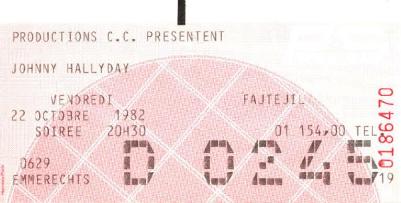 PRODUCTIONS C.C. PRESENTENT
JOHNNY HALLYDAY
VENDREDI FAJTEJIL
22 OCTOBRE 1982
SOIREE 20H30 01 154,00 TEL
D 0245
0629
EMMERECHTS 19
0186470